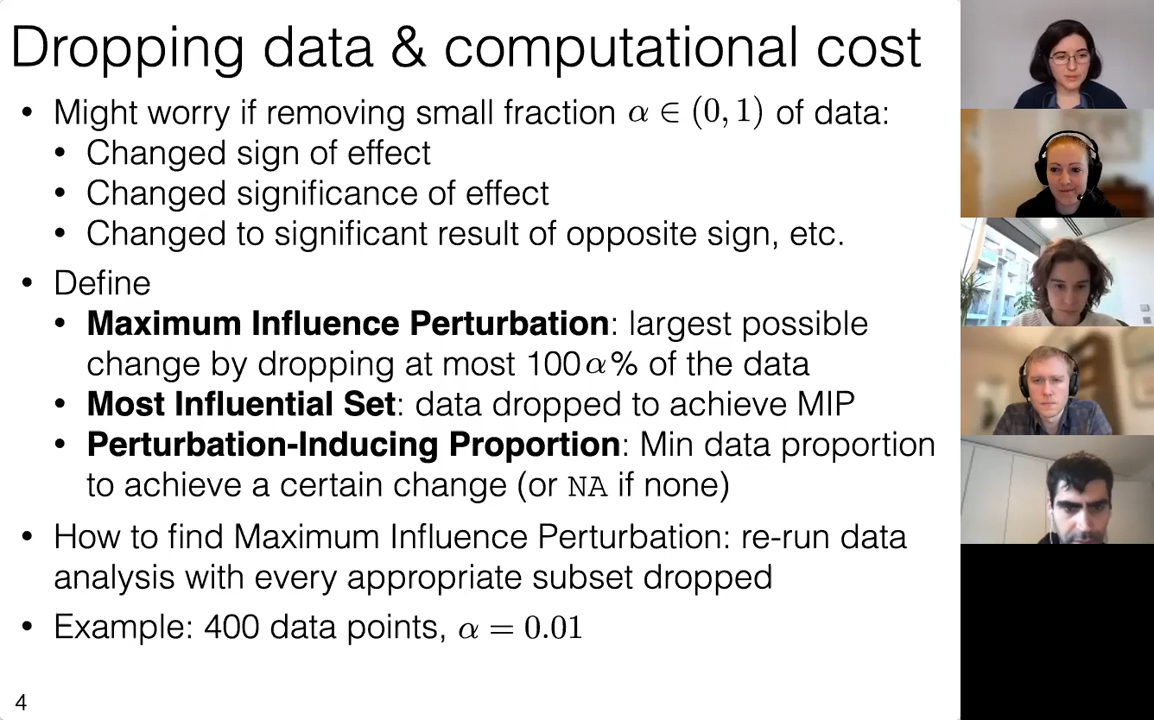 Dropping data & computational cost
• Might worry if removing small fraction α ∈ (0, 1) of data:
• Changed sign of effect
• Changed significance of effect
• Changed to significant result of opposite sign, etc.
• Define
• Maximum Influence Perturbation: largest possible
change by dropping at most 100α% of the data
• Most Influential Set: data dropped to achieve MIP
• Perturbation-Inducing Proportion: Min data proportion
to achieve a certain change (or NA if none)
• How to find Maximum Influence Perturbation: re-run data
analysis with every appropriate subset dropped
• Example: 400 data points, α = 0.01
4